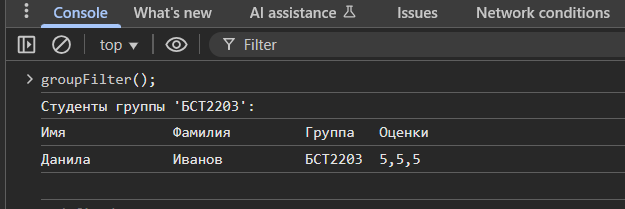 Console What's new AI assistance Issues Network conditions
top Filter
groupFilter();
Студенты группы 'БСТ2203':
Имя Фамилия Группа Оценки
Данила Иванов БСТ2203 5,5,5